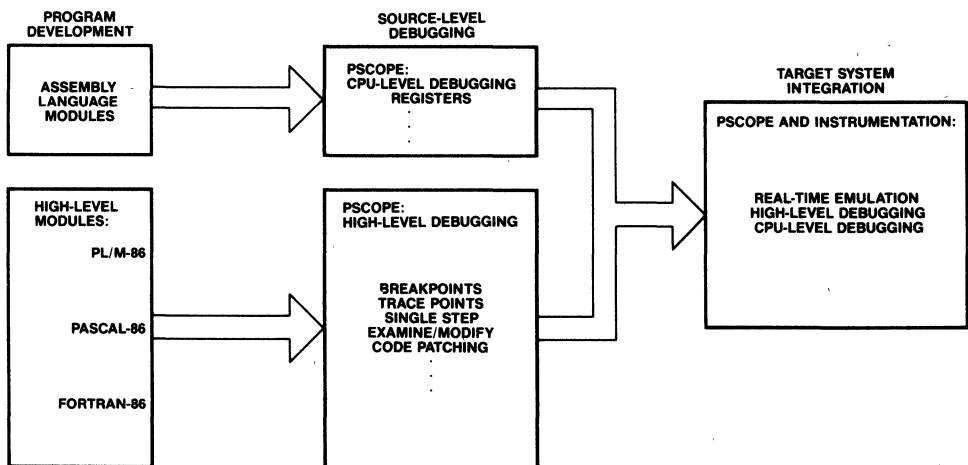 PROGRAM
DEVELOPMENT
ASSEMBLY
LANGUAGE
MODULES
HIGH-LEVEL
MODULES:
PL/M-86
PASCAL-86
FORTRAN-86
SOURCE-LEVEL
DEBUGGING
PSCOPE:
CPU-LEVEL DEBUGGING
REGISTERS
.
.
.
PSCOPE:
HIGH-LEVEL DEBUGGING
BREAKPOINTS
TRACE POINTS
SINGLE STEP
EXAMINE/MODIFY
CODE PATCHING
.
.
.
TARGET SYSTEM
INTEGRATION
PSCOPE AND INSTRUMENTATION:
REAL-TIME EMULATION
HIGH-LEVEL DEBUGGING
CPU-LEVEL DEBUGGING